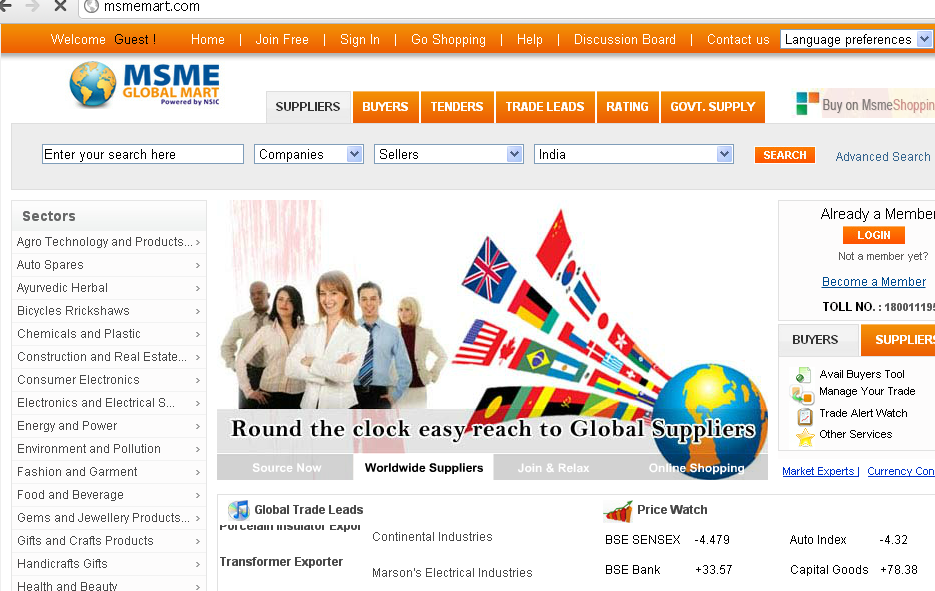 msmemart.com
Welcome Guest ! Home | Join Free | Sign In | Go Shopping | Help | Discussion Board | Contact us Language preferences
MSME
GLOBAL MART
Powered by NSIC
SUPPLIERS BUYERS TENDERS TRADE LEADS RATING GOVT. SUPPLY
Buy on MsmeShoppin
Enter your search here Companies Sellers India SEARCH Advanced Search
Sectors
Agro Technology and Products...
Auto Spares
Ayurvedic Herbal
Bicycles Rrickshaws
Chemicals and Plastic
Construction and Real Estate...
Consumer Electronics
Electronics and Electrical S...
Energy and Power
Environment and Pollution
Fashion and Garment
Food and Beverage
Gems and Jewellery Products...
Gifts and Crafts Products
Handicrafts Gifts
Health and Beauty
Round the clock easy reach to Global Suppliers
Source Now Worldwide Suppliers Join & Relax Online Shopping
Already a Member
LOGIN
Not a member yet?
Become a Member
TOLL NO. : 18001119
BUYERS SUPPLIERS
Avail Buyers Tool
Manage Your Trade
Trade Alert Watch
Other Services
Market Experts | Currency Con
Global Trade Leads
Porcelain Insulator Expor
Continental Industries
Transformer Exporter
Marson's Electrical Industries
Price Watch
BSE SENSEX -4.479 Auto Index -4.32
BSE Bank +33.57 Capital Goods +78.38